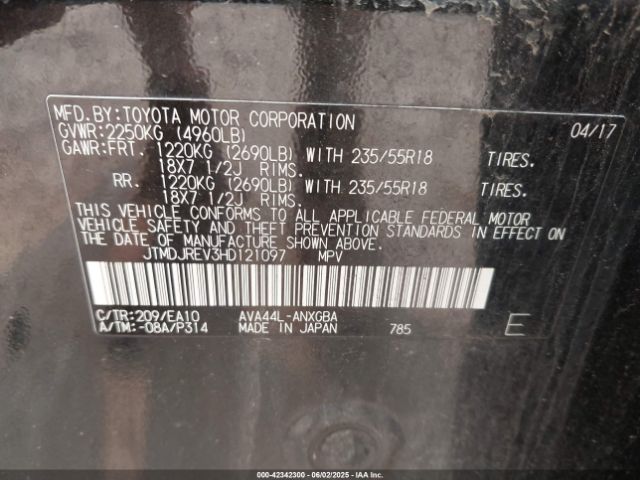 MFD.BY:TOYOTA MOTOR CORPORATION 04/17
GVWR:2250KG (4960LB)
GAWR:FRT. 1220KG (2690LB) WITH 235/55R18 TIRES.
18X7 1/2J RIMS.
RR. 1220KG (2690LB) WITH 235/55R18 TIRES.
18X7 1/2J RIMS.
THIS VEHICLE CONFORMS TO ALL APPLICABLE FEDERAL MOTOR
VEHICLE SAFETY AND THEFT PREVENTION STANDARDS IN EFFECT ON
THE DATE OF MANUFACTURE SHOWN ABOVE.
JTMDJREV3HD121097 MPV
C/TR:209/EA10 AVA44L-ANXGBA
A/TM:-08A/P314 MADE IN JAPAN 785 E
000-42342300 - 06/02/2025 - IAA Inc.